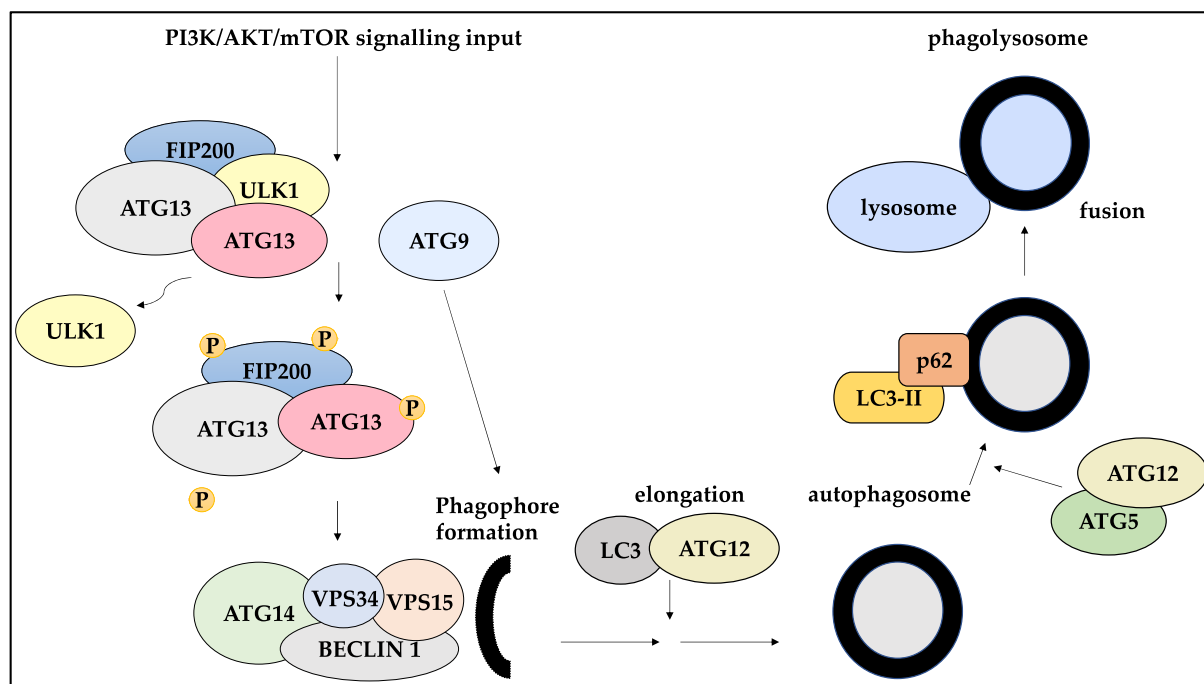 PI3K/AKT/mTOR signalling input
phagolysosome
FIP200
ULK1
ATG13
ATG13
ATG9
lysosome
fusion
ULK1
P
P
FIP200
ATG13
ATG13
P
P
p62
LC3-II
Phagophore
formation
elongation
LC3
ATG12
autophagosome
ATG12
ATG5
ATG14
VPS34
VPS15
BECLIN 1